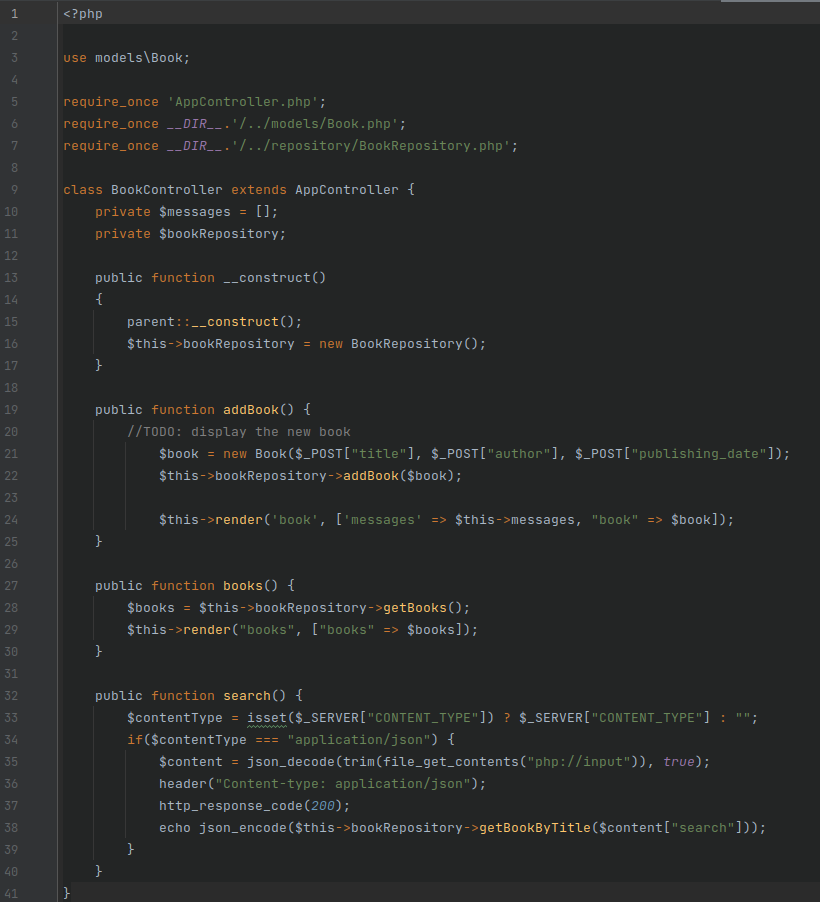 1 <?php
2
3 use models\Book;
4
5 require_once 'AppController.php';
6 require_once __DIR__.'/../models/Book.php';
7 require_once __DIR__.'/../repository/BookRepository.php';
8
9 class BookController extends AppController {
10     private $messages = [];
11     private $bookRepository;
12
13     public function __construct()
14     {
15         parent::__construct();
16         $this->bookRepository = new BookRepository();
17     }
18
19     public function addBook() {
20         //TODO: display the new book
21             $book = new Book($_POST["title"], $_POST["author"], $_POST["publishing_date"]);
22             $this->bookRepository->addBook($book);
23
24             $this->render('book', ['messages' => $this->messages, "book" => $book]);
25     }
26
27     public function books() {
28         $books = $this->bookRepository->getBooks();
29         $this->render("books", ["books" => $books]);
30     }
31
32     public function search() {
33         $contentType = isset($_SERVER["CONTENT_TYPE"]) ? $_SERVER["CONTENT_TYPE"] : "";
34         if($contentType === "application/json") {
35             $content = json_decode(trim(file_get_contents("php://input")), true);
36             header("Content-type: application/json");
37             http_response_code(200);
38             echo json_encode($this->bookRepository->getBookByTitle($content["search"]));
39         }
40     }
41 }